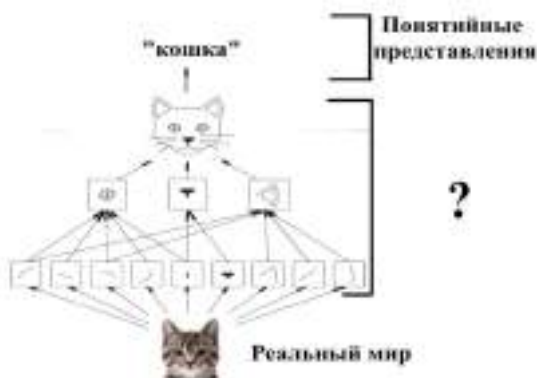 Понятийные
представления
"кошка"
?
Реальный мир